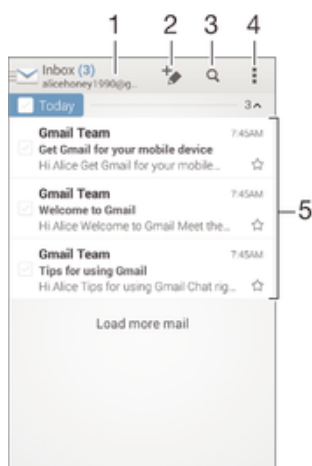 1 2 3 4
Inbox (3)
alicehoney1990@g...
Today 3
Gmail Team 7:45AM
Get Gmail for your mobile device
Hi Alice Get Gmail for your mobile...
Gmail Team 7:45AM
Welcome to Gmail
Hi Alice Welcome to Gmail Meet the...
5
Gmail Team 7:45AM
Tips for using Gmail
Hi Alice Tips for using Gmail Chat rig...
Load more mail